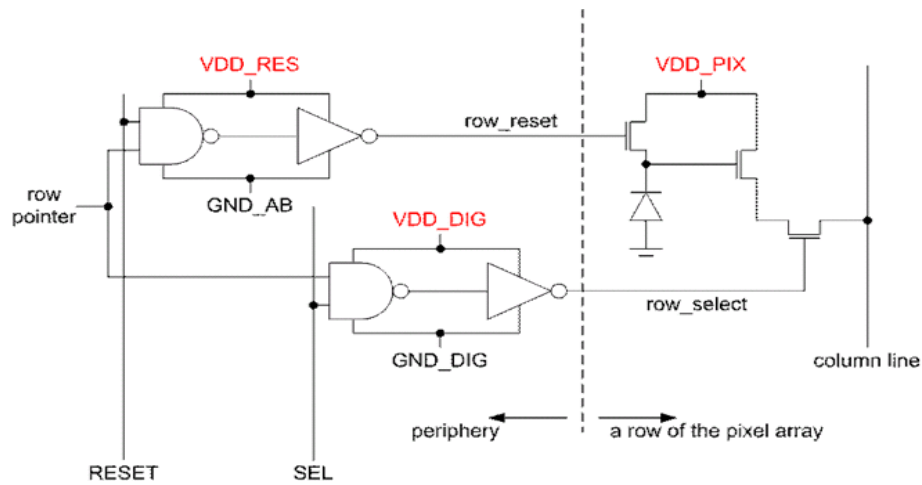 VDD_RES
VDD_PIX
row_reset
row
pointer
GND_AB
VDD_DIG
row_select
GND_DIG
column line
periphery
a row of the pixel array
RESET
SEL